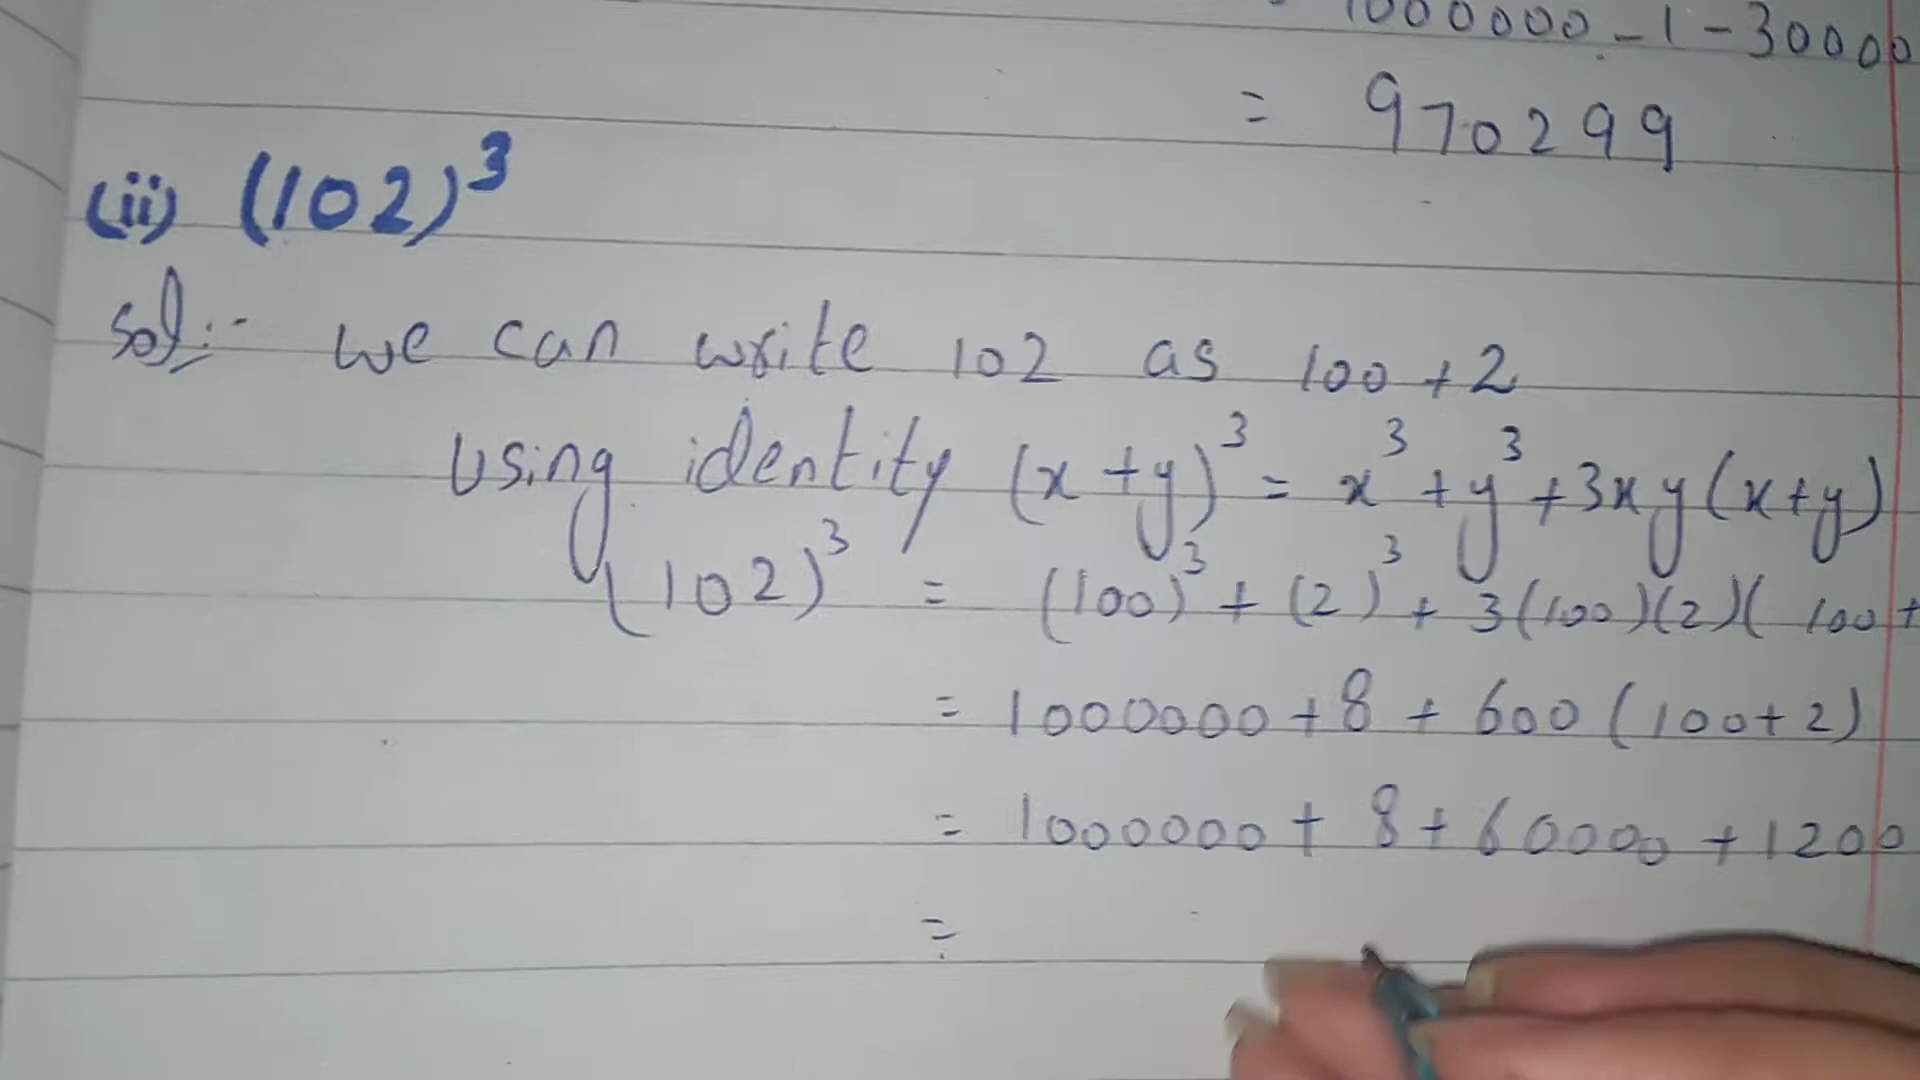 = 1000000 - 1 - 30000
= 970299
(ii) (102)³
Sol:- we can write 102 as 100 + 2
Using identity (x+y)³ = x³ + y³ + 3xy(x+y)
(102)³ = (100)³ + (2)³ + 3(100)(2)(100+
= 1000000 + 8 + 600(100+2)
= 1000000 + 8 + 60000 + 1200
=